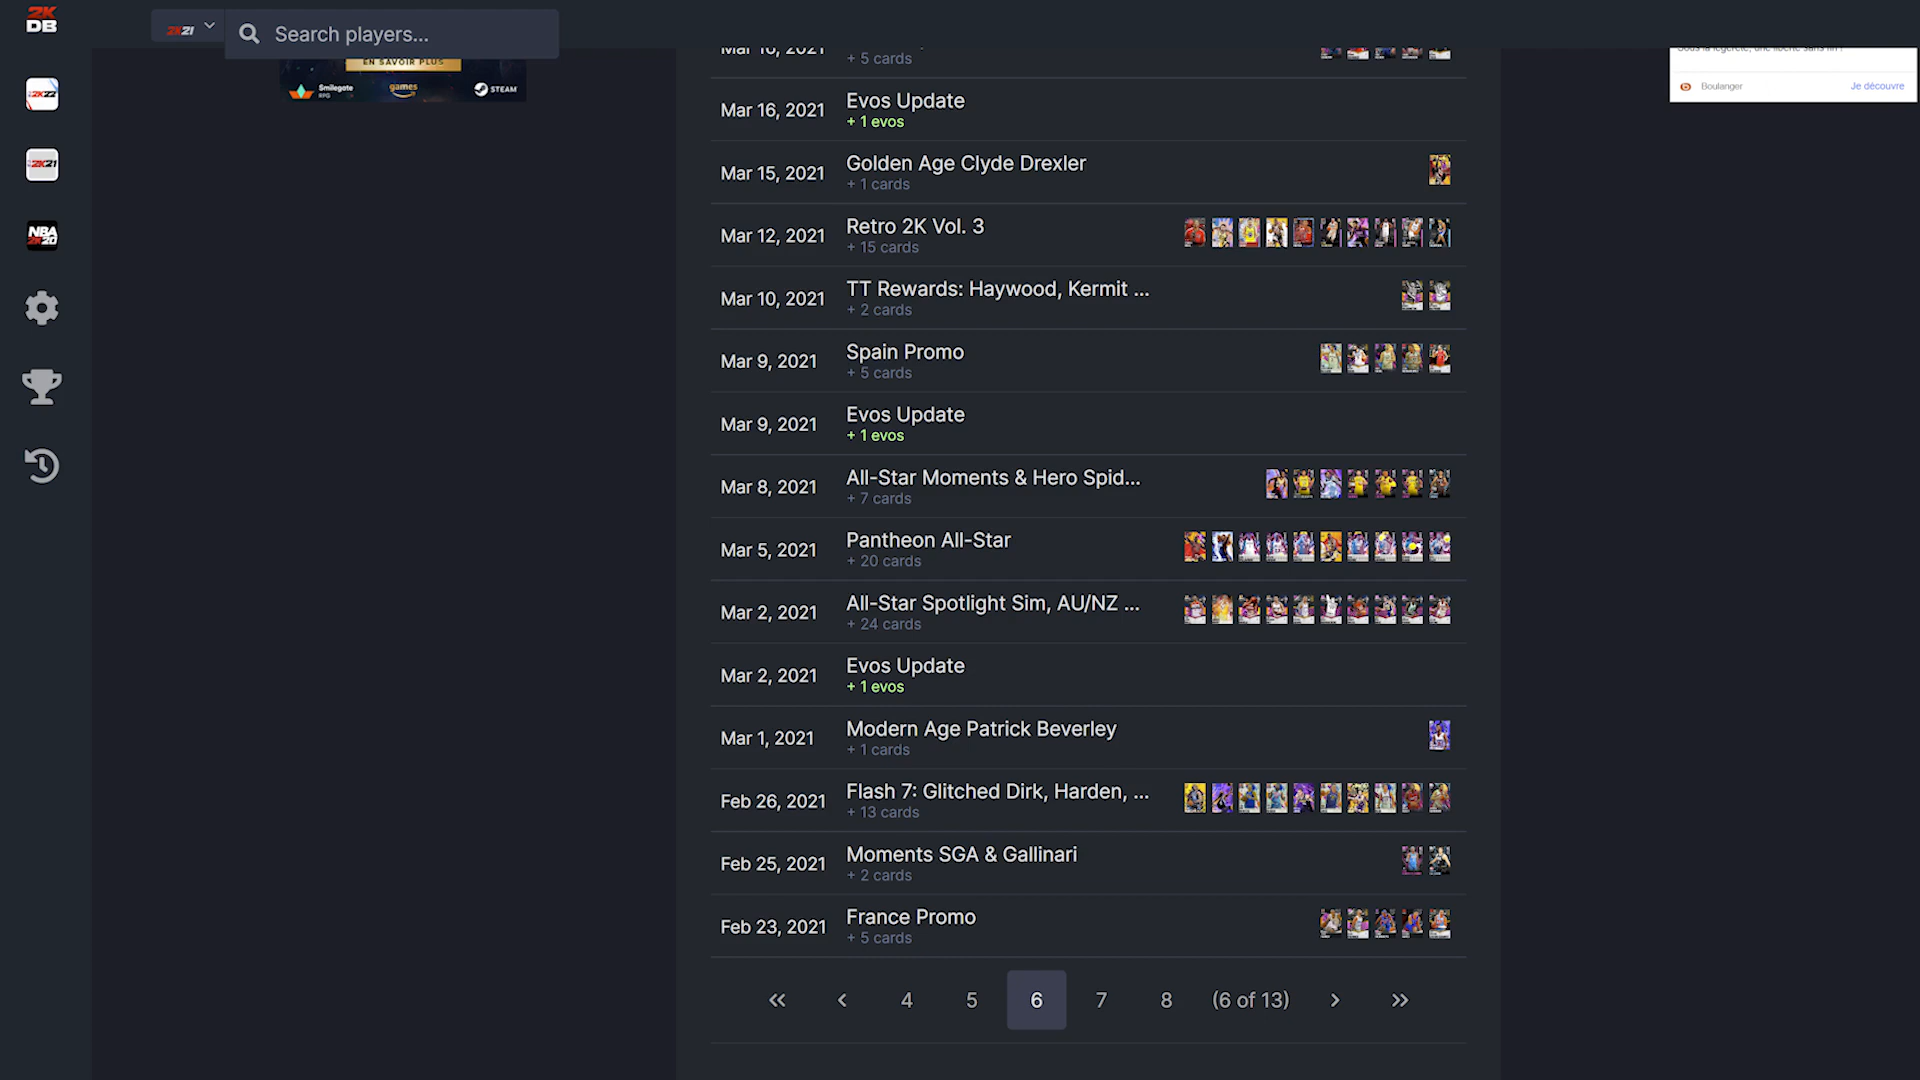 2K
DB
2K21
Search players...
EN SAVOIR PLUS
Smilegate
RPG
games
STEAM
Boulanger
Je découvre
2K22
2K21
NBA
2K20
Mar 16, 2021
+ 5 cards
Mar 16, 2021
Evos Update
+ 1 evos
Mar 15, 2021
Golden Age Clyde Drexler
+ 1 cards
Mar 12, 2021
Retro 2K Vol. 3
+ 15 cards
Mar 10, 2021
TT Rewards: Haywood, Kermit ...
+ 2 cards
Mar 9, 2021
Spain Promo
+ 5 cards
Mar 9, 2021
Evos Update
+ 1 evos
Mar 8, 2021
All-Star Moments & Hero Spid...
+ 7 cards
Mar 5, 2021
Pantheon All-Star
+ 20 cards
Mar 2, 2021
All-Star Spotlight Sim, AU/NZ ...
+ 24 cards
Mar 2, 2021
Evos Update
+ 1 evos
Mar 1, 2021
Modern Age Patrick Beverley
+ 1 cards
Feb 26, 2021
Flash 7: Glitched Dirk, Harden, ...
+ 13 cards
Feb 25, 2021
Moments SGA & Gallinari
+ 2 cards
Feb 23, 2021
France Promo
+ 5 cards
« ‹ 4 5 6 7 8 (6 of 13) › »